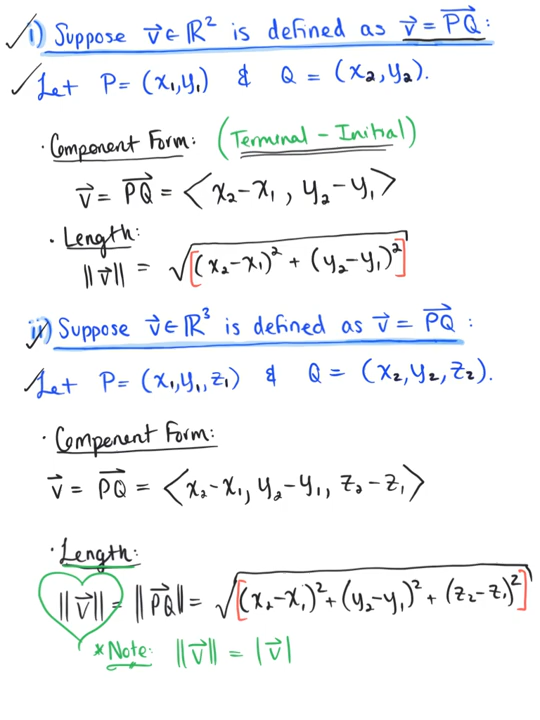 i) Suppose v⃗ ∈ ℝ² is defined as v⃗ = PQ⃗ :
Let P = (x₁,y₁) & Q = (x₂,y₂).
· Component Form: (Terminal - Initial)
v⃗ = PQ⃗ = ⟨x₂-x₁, y₂-y₁⟩
· Length:
||v⃗|| = √[(x₂-x₁)² + (y₂-y₁)²]
ii) Suppose v⃗ ∈ ℝ³ is defined as v⃗ = PQ⃗ :
Let P = (x₁,y₁,z₁) & Q = (x₂,y₂,z₂).
· Component Form:
v⃗ = PQ⃗ = ⟨x₂-x₁, y₂-y₁, z₂-z₁⟩
· Length:
||v⃗|| = ||PQ⃗|| = √[(x₂-x₁)² + (y₂-y₁)² + (z₂-z₁)²]
*Note: ||v⃗|| = |v⃗|